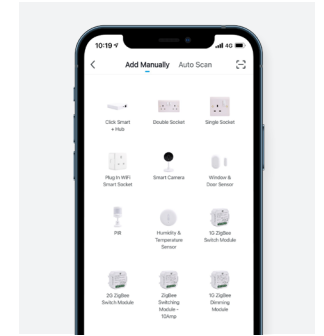 10:19
4G
Add Manually Auto Scan
Click Smart
+ Hub
Double Socket
Single Socket
Plug In WiFi
Smart Socket
Smart Camera
Window &
Door Sensor
PIR
Humidity &
Temperature
Sensor
1G ZigBee
Switch Module
2G ZigBee
Switch Module
ZigBee
Switching
Module –
10Amp
1G ZigBee
Dimming
Module